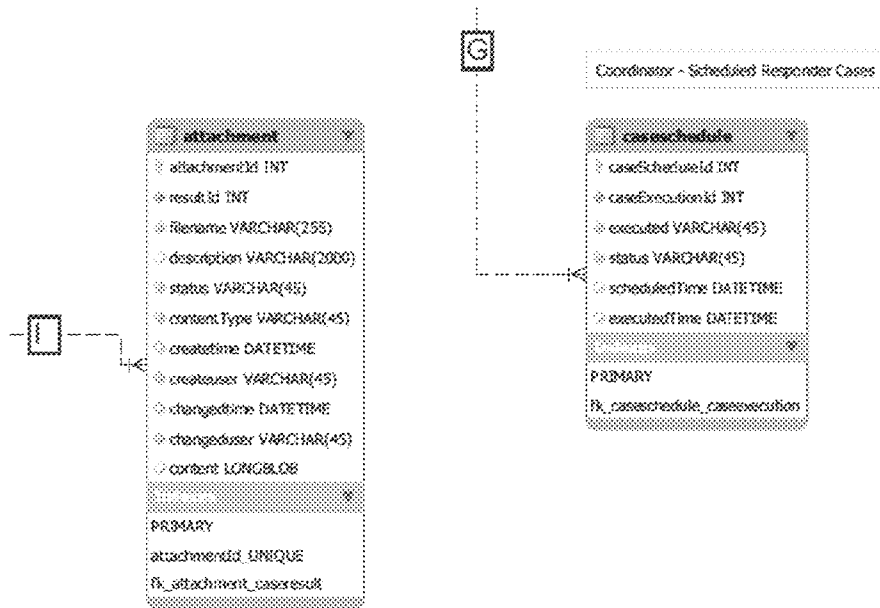 G
Coordinator - Scheduled Responder Cases
attachment
attachmentId INT
resultId INT
filename VARCHAR(255)
description VARCHAR(2000)
status VARCHAR(45)
contentType VARCHAR(45)
createtime DATETIME
createuser VARCHAR(45)
changedtime DATETIME
changeduser VARCHAR(45)
content LONGBLOB
PRIMARY
attachmentId_UNIQUE
fk_attachment_caseresult
caseschedule
caseScheduleId INT
caseExecutionId INT
executed VARCHAR(45)
status VARCHAR(45)
scheduledTime DATETIME
executedTime DATETIME
PRIMARY
fk_caseschedule_caseexecution